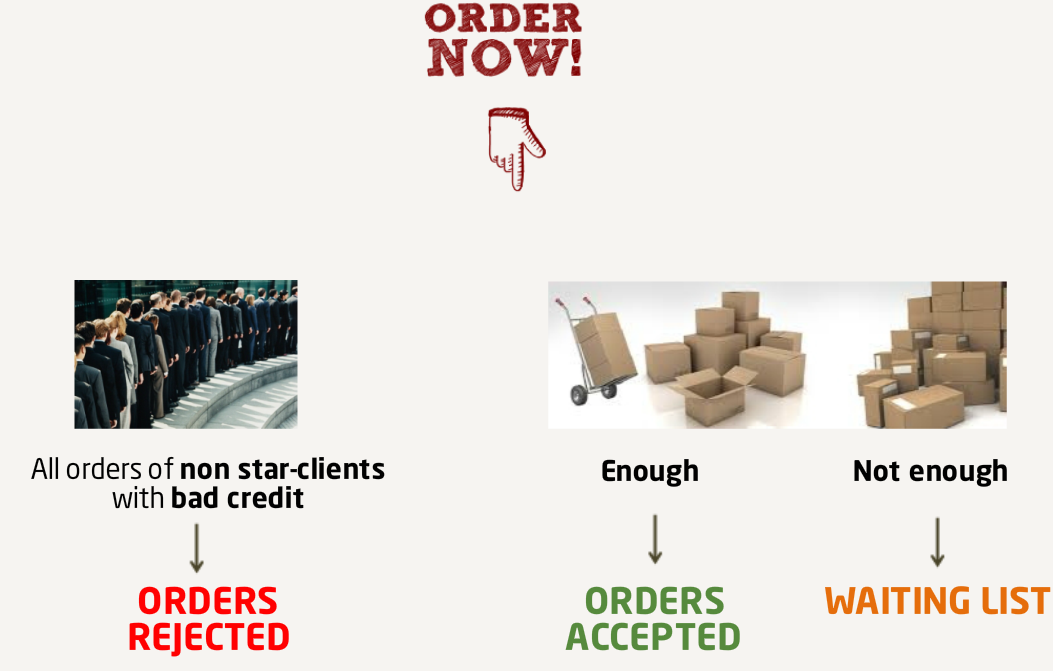 ORDER
NOW!
All orders of non star-clients
with bad credit
ORDERS
REJECTED
Enough
ORDERS
ACCEPTED
Not enough
WAITING LIST